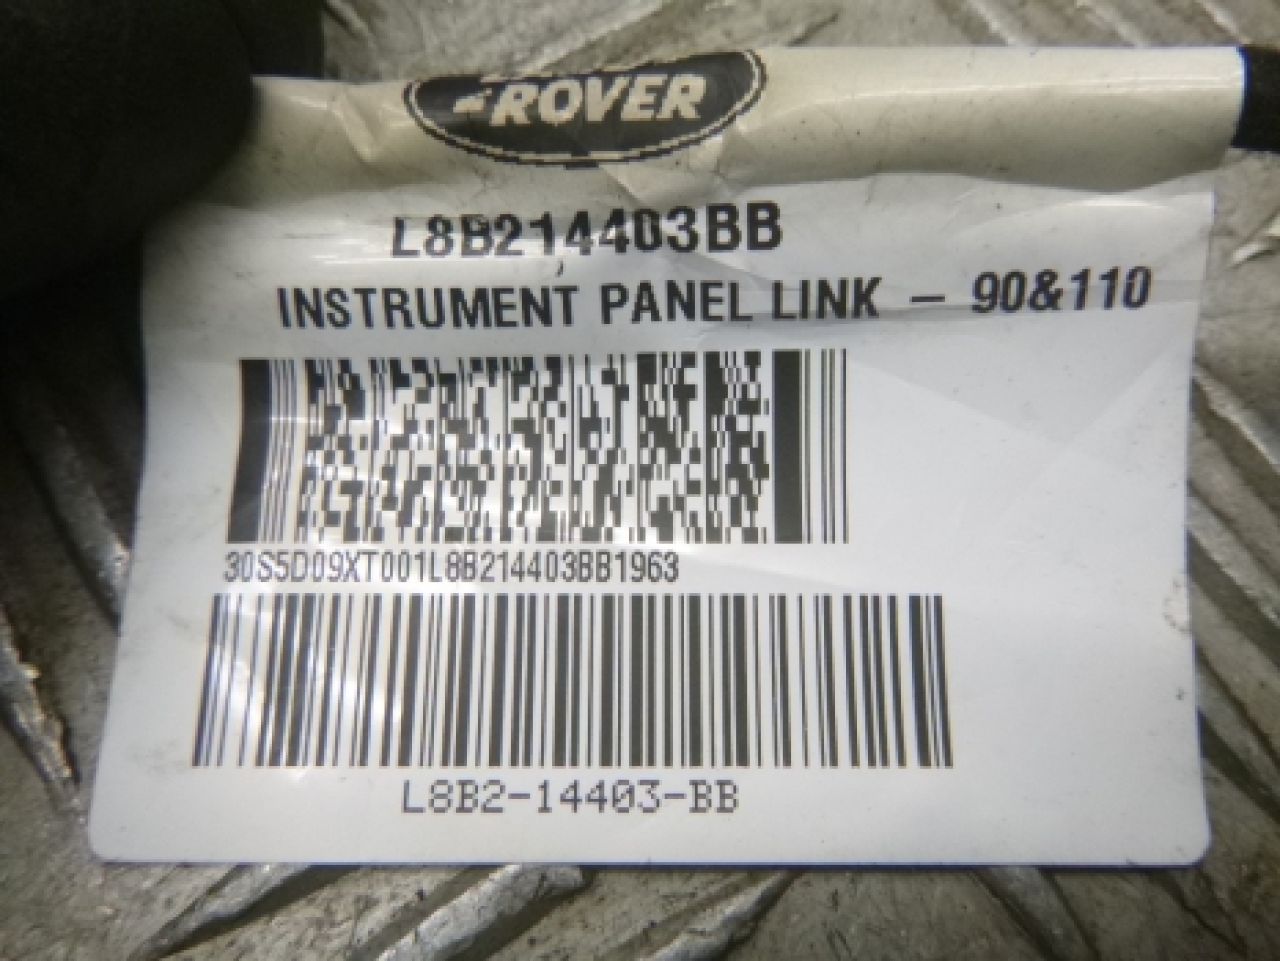 ROVER
L8B214403BB
INSTRUMENT PANEL LINK – 90&110
30S5D09XT001L8B214403BB1963
L8B2-14403-BB